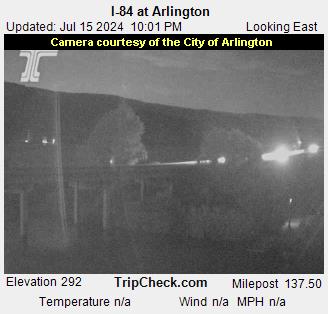 I-84 at Arlington
Updated: Jul 15 2024 10:01 PM Looking East
Camera courtesy of the City of Arlington
Elevation 292 TripCheck.com Milepost 137.50
Temperature n/a Wind n/a MPH n/a